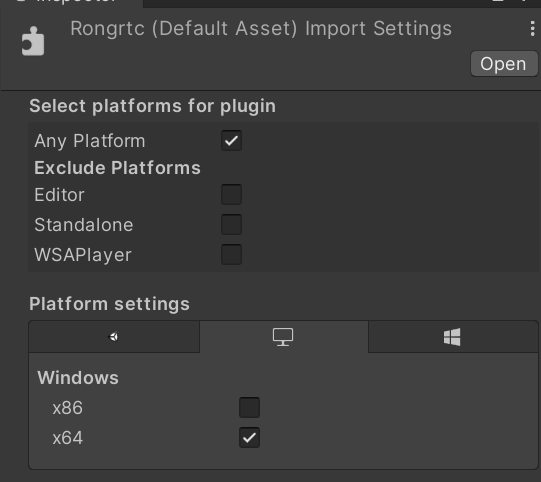 Rongrtc (Default Asset) Import Settings
Open
Select platforms for plugin
Any Platform
Exclude Platforms
Editor
Standalone
WSAPlayer
Platform settings
Windows
x86
x64